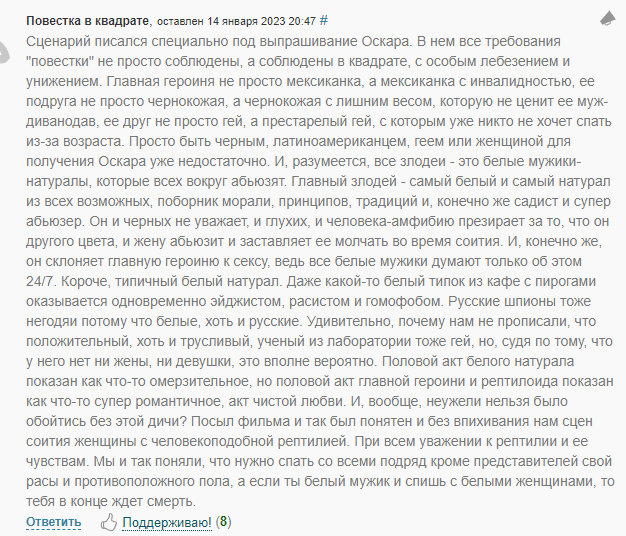 Повестка в квадрате, оставлен 14 января 2023 20:47 #
Сценарий писался специально под выпрашивание Оскара. В нем все требования
"повестки" не просто соблюдены, а соблюдены в квадрате, с особым лебезением и
унижением. Главная героиня не просто мексиканка, а мексиканка с инвалидностью, ее
подруга не просто чернокожая, а чернокожая с лишним весом, которую не ценит ее муж-
диванодав, ее друг не просто гей, а престарелый гей, с которым уже никто не хочет спать
из-за возраста. Просто быть черным, латиноамериканцем, геем или женщиной для
получения Оскара уже недостаточно. И, разумеется, все злодеи - это белые мужики-
натуралы, которые всех вокруг абьюзят. Главный злодей - самый белый и самый натурал
из всех возможных, поборник морали, принципов, традиций и, конечно же садист и супер
абьюзер. Он и черных не уважает, и глухих, и человека-амфибию презирает за то, что он
другого цвета, и жену абьюзит и заставляет ее молчать во время соития. И, конечно же,
он склоняет главную героиню к сексу, ведь все белые мужики думают только об этом
24/7. Короче, типичный белый натурал. Даже какой-то белый типок из кафе с пирогами
оказывается одновременно эйджистом, расистом и гомофобом. Русские шпионы тоже
негодяи потому что белые, хоть и русские. Удивительно, почему нам не прописали, что
положительный, хоть и трусливый, ученый из лаборатории тоже гей, но, судя по тому, что
у него нет ни жены, ни девушки, это вполне вероятно. Половой акт белого натурала
показан как что-то омерзительное, но половой акт главной героини и рептилоида показан
как что-то супер романтичное, акт чистой любви. И, вообще, неужели нельзя было
обойтись без этой дичи? Посыл фильма и так был понятен и без впихивания нам сцен
соития женщины с человекоподобной рептилией. При всем уважении к рептилии и ее
чувствам. Мы и так поняли, что нужно спать со всеми подряд кроме представителей свой
расы и противоположного пола, а если ты белый мужик и спишь с белыми женщинами, то
тебя в конце ждет смерть.
Ответить Поддерживаю! (8)